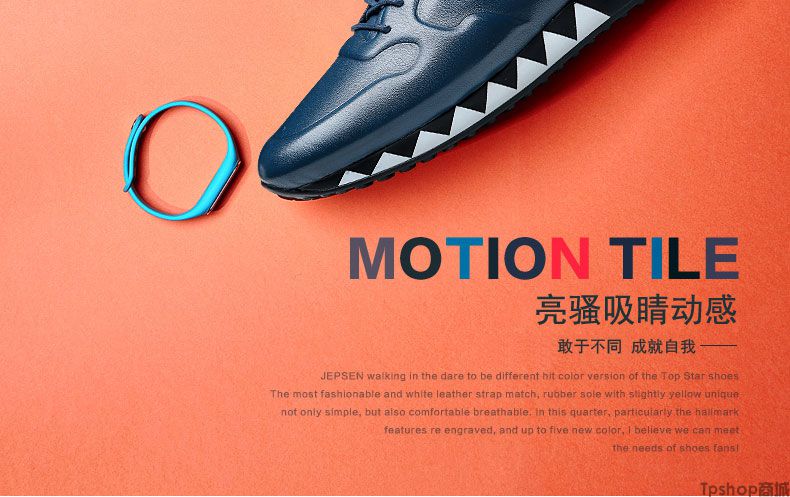 MOTION TILE
亮骚吸睛动感
敢于不同 成就自我
JEPSEN walking in the dare to be different hit color version of the Top Star shoes
The most fashionable and white leather strap match, rubber sole with slightly yellow unique
not only simple, but also comfortable breathable. In this quarter, particularly the hallmark
features re engraved, and up to five new color, I believe we can meet
the needs of shoes fans!
Tpshop商城